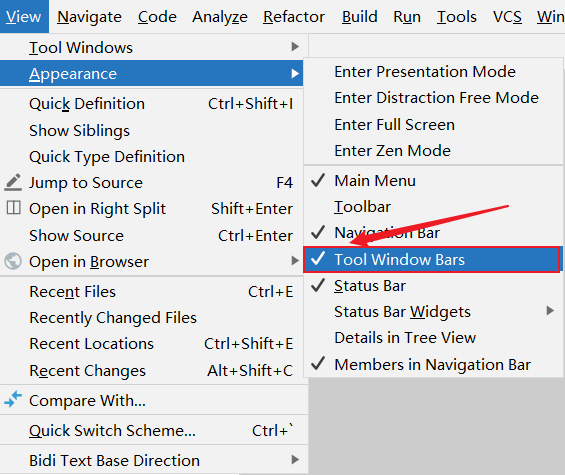 View Navigate Code Analyze Refactor Build Run Tools VCS Win
Tool Windows
Appearance
Quick Definition Ctrl+Shift+I
Show Siblings
Quick Type Definition
Jump to Source F4
Open in Right Split Shift+Enter
Show Source Ctrl+Enter
Open in Browser
Recent Files Ctrl+E
Recently Changed Files
Recent Locations Ctrl+Shift+E
Recent Changes Alt+Shift+C
Compare With...
Quick Switch Scheme... Ctrl+`
Bidi Text Base Direction
Enter Presentation Mode
Enter Distraction Free Mode
Enter Full Screen
Enter Zen Mode
Main Menu
Toolbar
Navigation Bar
Tool Window Bars
Status Bar
Status Bar Widgets
Details in Tree View
Members in Navigation Bar